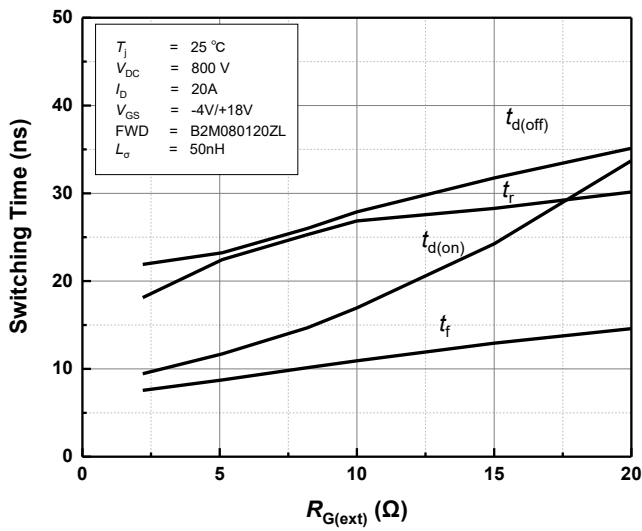 50
40
30
20
10
0
Switching Time (ns)
Tj = 25 ℃
VDC = 800 V
ID = 20A
VGS = -4V/+18V
FWD = B2M080120ZL
Lσ = 50nH
td(off)
tr
td(on)
tf
0 5 10 15 20
RG(ext) (Ω)